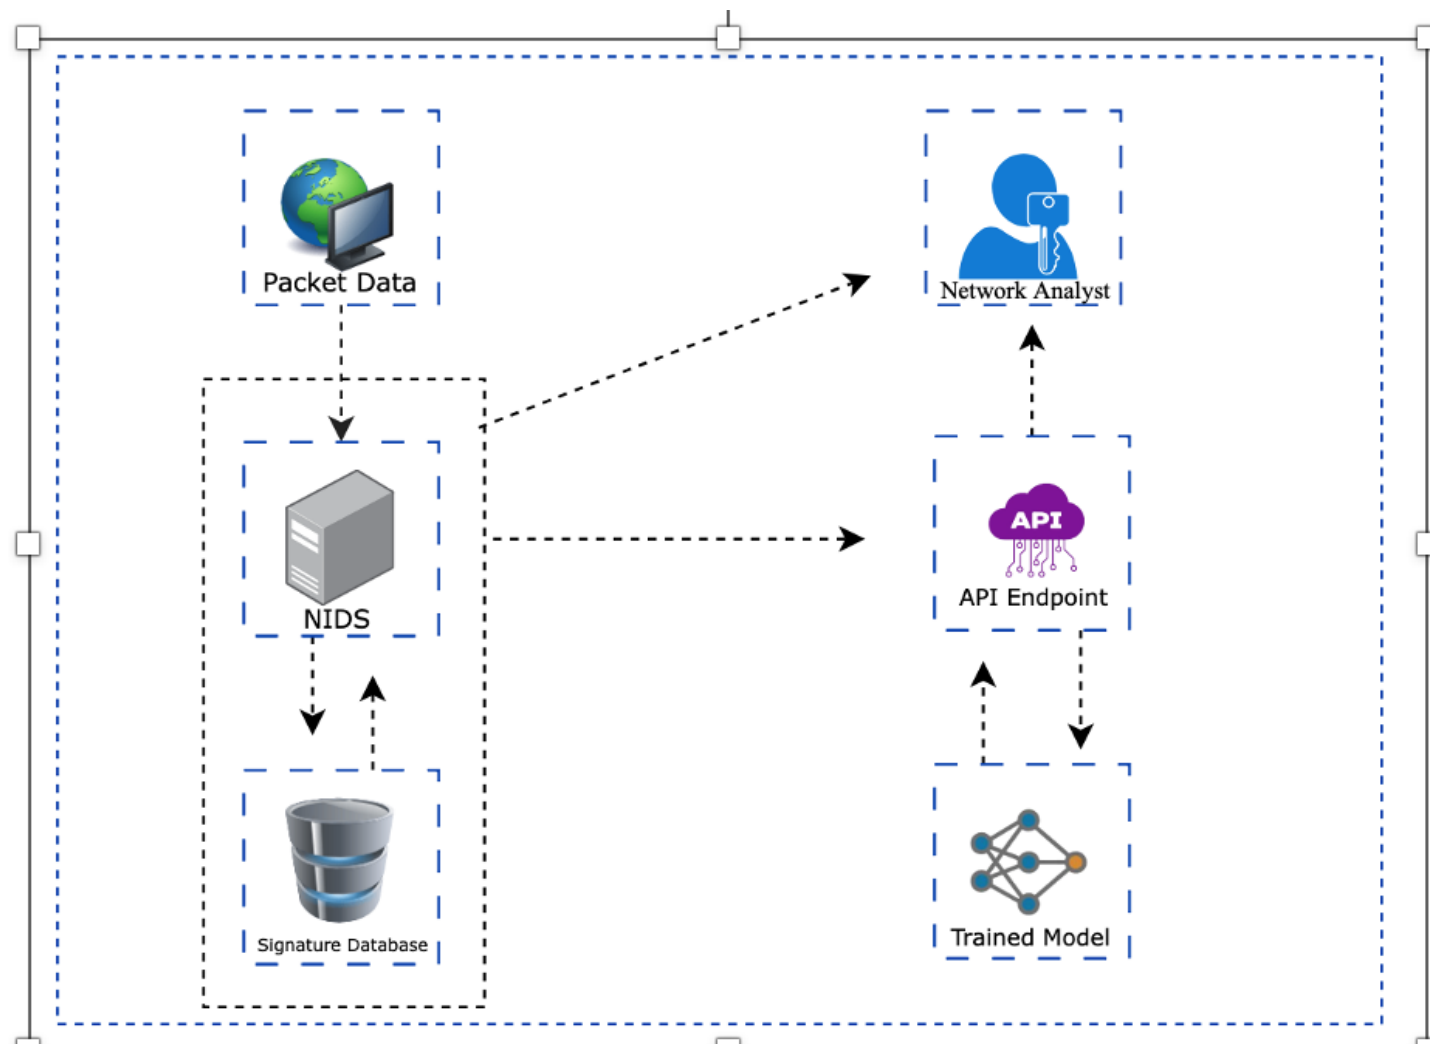 Packet Data
Network Analyst
NIDS
API
API Endpoint
Signature Database
Trained Model